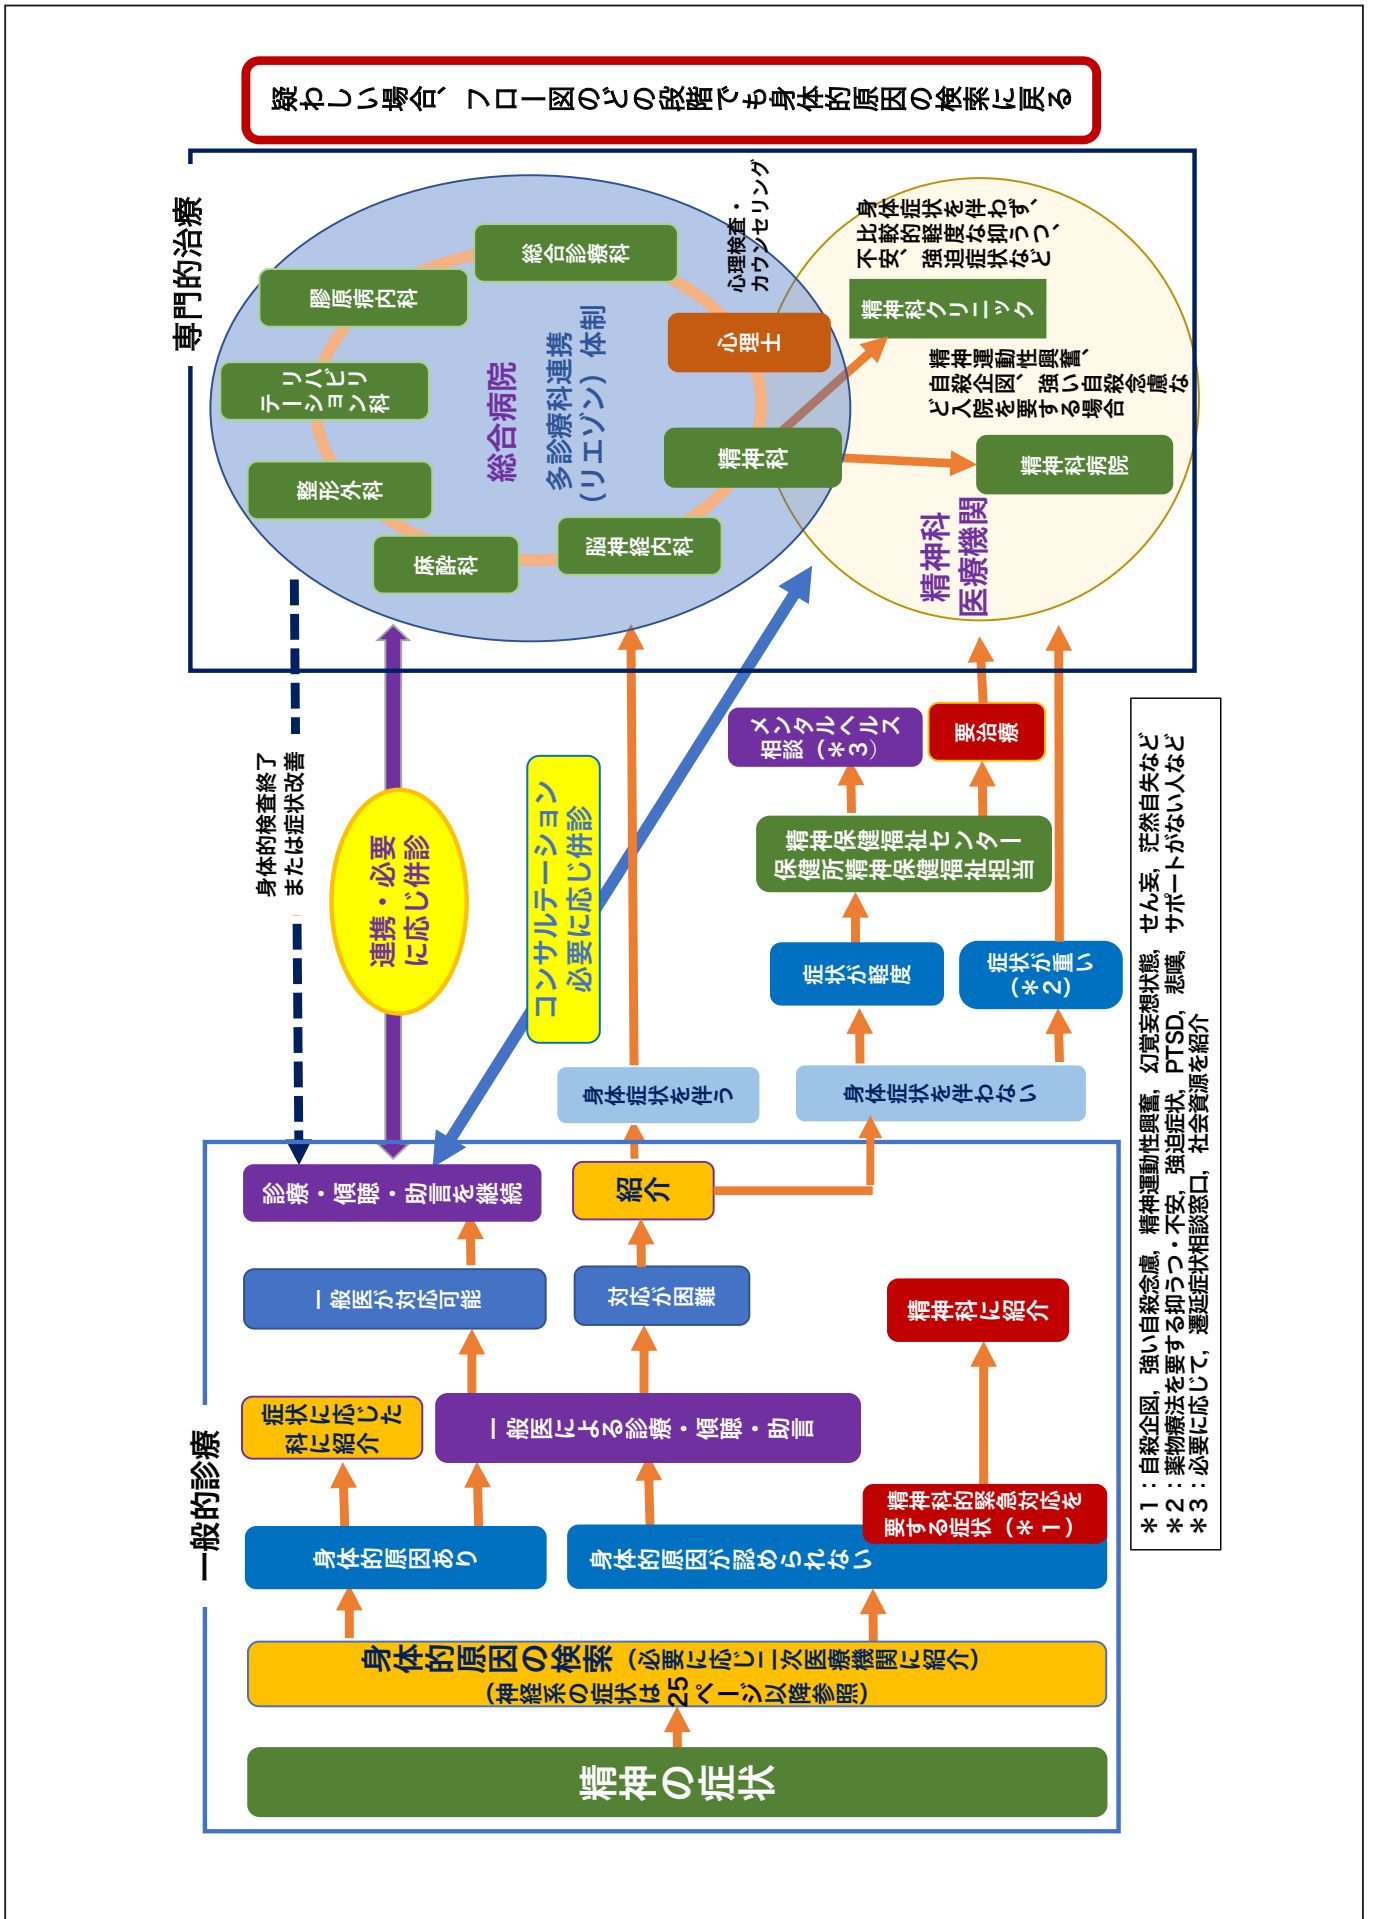 疑わしい場合、フロー図のどの段階でも身体的原因の検索に戻る
一般的診療
精神の症状
身体的原因の検索（必要に応じ二次医療機関に紹介）
（神経系の症状は25ページ以降参照）
身体的原因あり
身体的原因が認められない
精神科的緊急対応を
要する症状（＊１）
症状に応じた
科に紹介
一般医による診療・傾聴・助言
精神科に紹介
一般医が対応可能
対応が困難
診療・傾聴・助言を継続
紹介
身体症状を伴う
身体症状を伴わない
症状が軽度
症状が重い
（＊２）
精神保健福祉センター
保健所精神保健福祉担当
メンタルヘルス
相談（＊３）
要治療
身体的検査終了
または症状改善
連携・必要
に応じ併診
コンサルテーション
必要に応じ併診
専門的治療
総合病院
多診療科連携
（リエゾン）体制
膠原病内科
総合診療科
リハビリ
テーション科
整形外科
麻酔科
脳神経内科
精神科
心理士
心理検査・
カウンセリング
精神科
医療機関
身体症状を伴わず、
比較的軽度な抑うつ、
不安、強迫症状など
精神科クリニック
精神運動性興奮、
自殺企図、強い自殺念慮な
ど入院を要する場合
精神科病院
＊１：自殺企図，強い自殺念慮，精神運動性興奮，幻覚妄想状態，せん妄，茫然自失など
＊２：薬物療法を要する抑うつ・不安，強迫症状，PTSD，悲嘆，サポートがない人など
＊３：必要に応じて，遷延症状相談窓口，社会資源を紹介